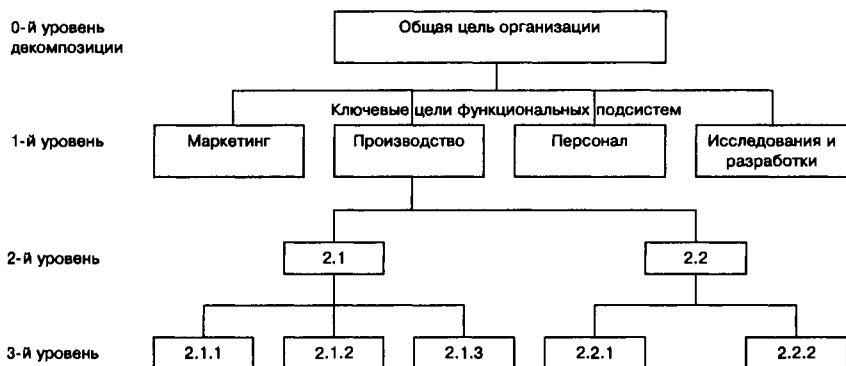 0-й уровень
декомпозиции
Общая цель организации
Ключевые цели функциональных подсистем
1-й уровень
Маркетинг
Производство
Персонал
Исследования и
разработки
2-й уровень
2.1
2.2
3-й уровень
2.1.1
2.1.2
2.1.3
2.2.1
2.2.2